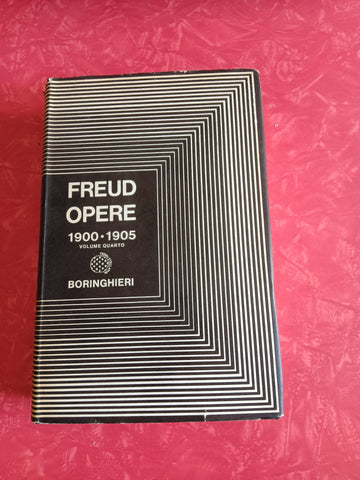 FREUD
OPERE
1900·1905
VOLUME QUARTO
BORINGHIERI